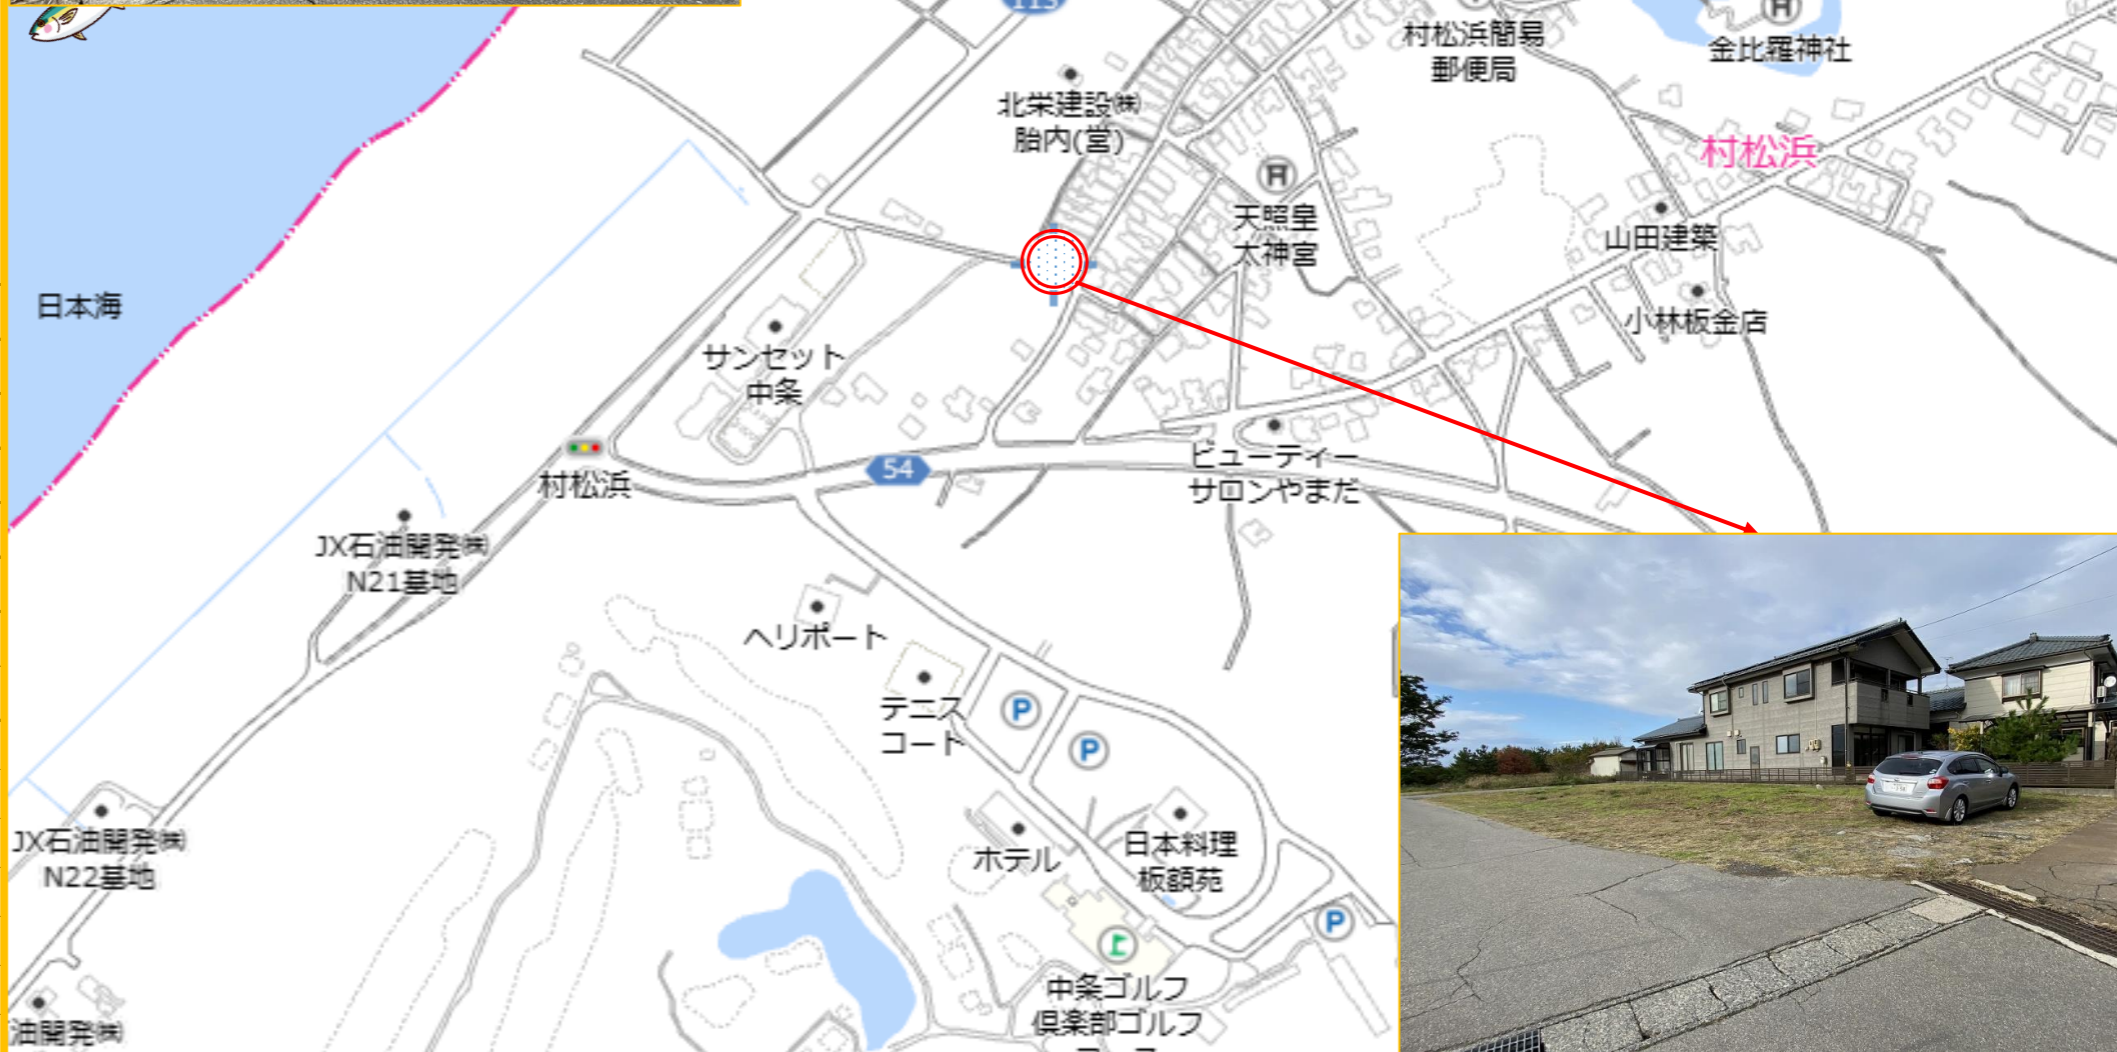 113
村松浜簡易
郵便局
金比羅神社
北栄建設㈱
胎内(営)
村松浜
天照皇
太神宮
山田建築
日本海
小林板金店
サンセット
中条
54
ビューティー
サロンやまだ
村松浜
JX石油開発㈱
N21基地
ヘリポート
テニス
コート
P
P
JX石油開発㈱
N22基地
ホテル
日本料理
板額苑
P
中条ゴルフ
倶楽部ゴルフ
油開発㈱